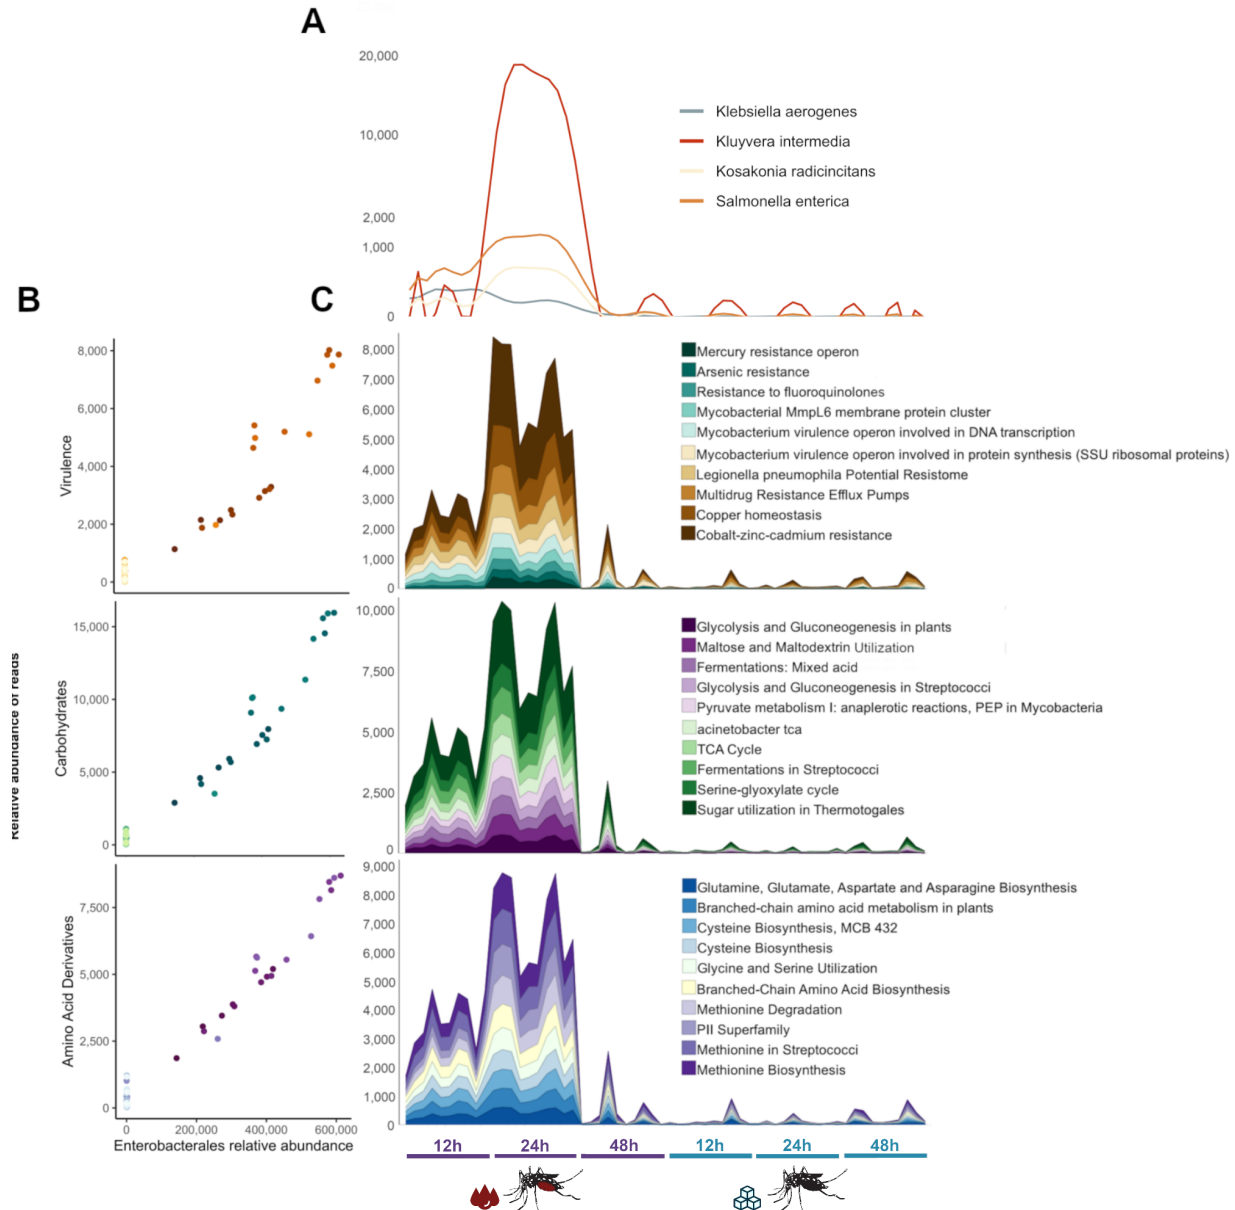 A
20,000
10,000
2,000
1,000
0
Klebsiella aerogenes
Kluyvera intermedia
Kosakonia radicincitans
Salmonella enterica
B
Relative abundance of reads
Virulence
8,000
6,000
4,000
2,000
0
Carbohydrates
15,000
10,000
5,000
0
Amino Acid Derivatives
7,500
5,000
2,500
0
0
200,000
400,000
600,000
Enterobacterales relative abundance
C
8,000
7,000
6,000
5,000
4,000
3,000
2,000
1,000
0
Mercury resistance operon
Arsenic resistance
Resistance to fluoroquinolones
Mycobacterial MmpL6 membrane protein cluster
Mycobacterium virulence operon involved in DNA transcription
Mycobacterium virulence operon involved in protein synthesis (SSU ribosomal proteins)
Legionella pneumophila Potential Resistome
Multidrug Resistance Efflux Pumps
Copper homeostasis
Cobalt-zinc-cadmium resistance
10,000
7,500
5,000
2,500
0
Glycolysis and Gluconeogenesis in plants
Maltose and Maltodextrin Utilization
Fermentations: Mixed acid
Glycolysis and Gluconeogenesis in Streptococci
Pyruvate metabolism I: anaplerotic reactions, PEP in Mycobacteria
acinetobacter tca
TCA Cycle
Fermentations in Streptococci
Serine-glyoxylate cycle
Sugar utilization in Thermotogales
9,000
8,000
7,000
6,000
5,000
4,000
3,000
2,000
1,000
0
Glutamine, Glutamate, Aspartate and Asparagine Biosynthesis
Branched-chain amino acid metabolism in plants
Cysteine Biosynthesis, MCB 432
Cysteine Biosynthesis
Glycine and Serine Utilization
Branched-Chain Amino Acid Biosynthesis
Methionine Degradation
PII Superfamily
Methionine in Streptococci
Methionine Biosynthesis
12h
24h
48h
12h
24h
48h